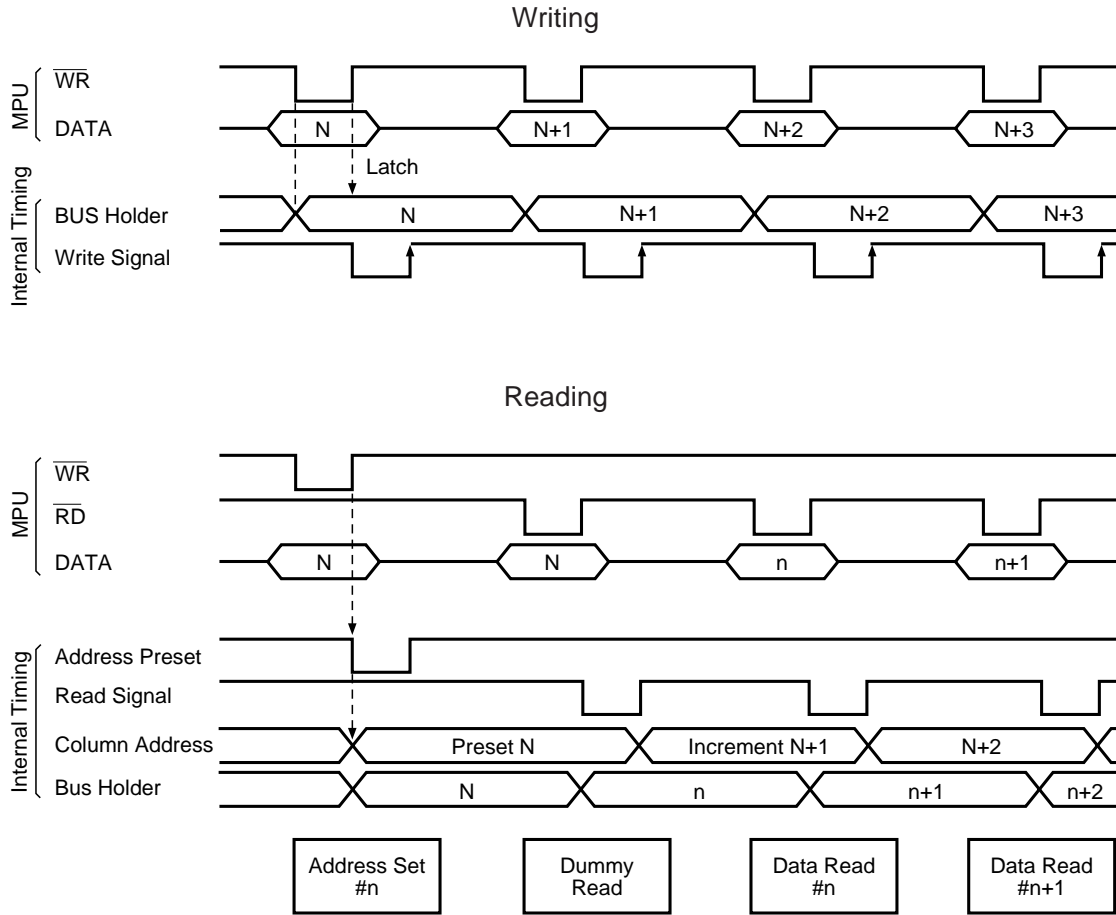 Writing
MPU
WR
DATA
N
N+1
N+2
N+3
Latch
Internal Timing
BUS Holder
N
N+1
N+2
N+3
Write Signal
Reading
MPU
WR
RD
DATA
N
N
n
n+1
Internal Timing
Address Preset
Read Signal
Column Address
Preset N
Increment N+1
N+2
Bus Holder
N
n
n+1
n+2
Address Set
#n
Dummy
Read
Data Read
#n
Data Read
#n+1